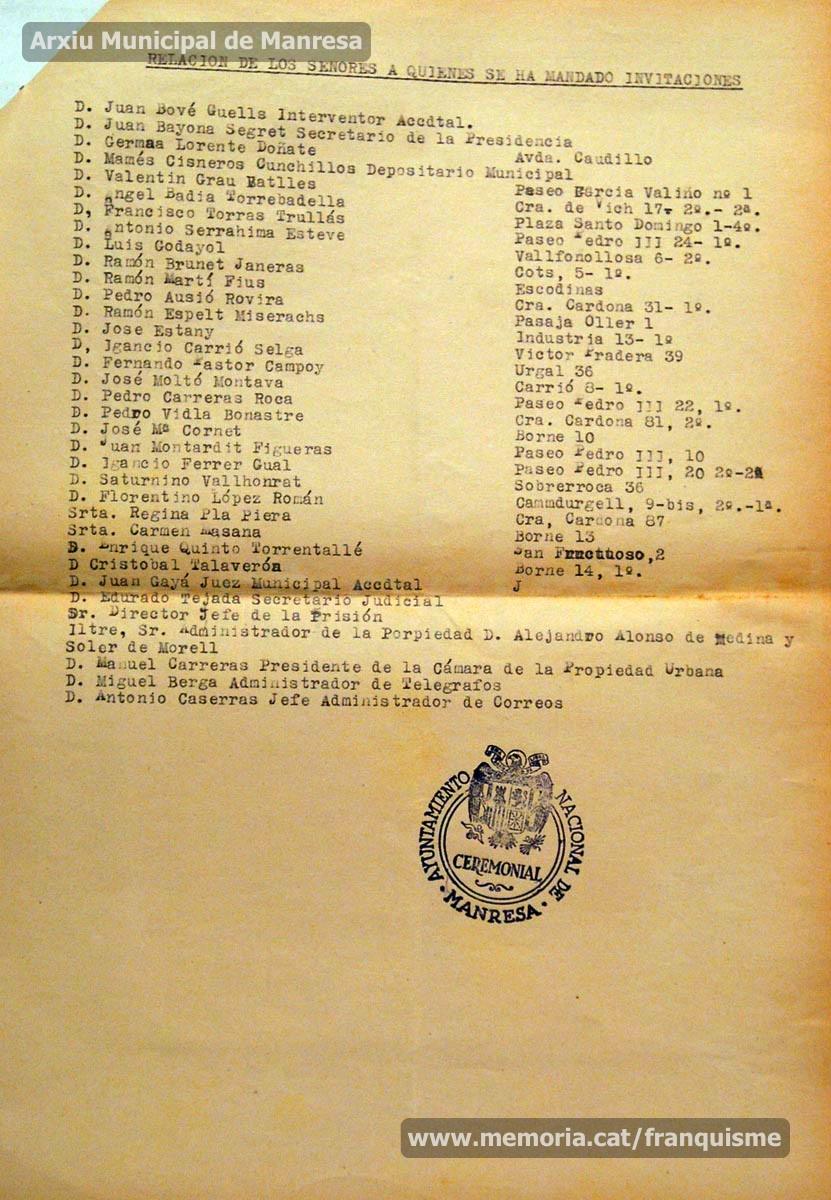 Arxiu Municipal de Manresa
RELACION DE LOS SEÑORES A QUIENES SE HA MANDADO INVITACIONES
D. Juan Bové Guells Interventor Accdtal.
D. Juan Bayona Segret Secretario de la Presidencia
D. Germaa Lorente Doñate Avda. Caudillo
D. Mamés Cisneros Cunchillos Depositario Municipal
D. Valentin Grau Batlles Paseo Garcia Valiño nº 1
D. Angel Badia Torrebadella Cra. de Vich 17- 2º.- 2ª.
D, Francisco Torras Trullás Plaza Santo Domingo 1-4º.
D. Antonio Serrahima Esteve Paseo Pedro III 24- 1º.
D. Luis Godayol Vallfonollosa 6- 2º.
D. Ramón Brunet Janeras Cots, 5- 1º.
D. Ramón Martí Fius Escodinas
D. Pedro Ausió Rovira Cra. Cardona 31- 1º.
D. Ramón Espelt Miserachs Pasaja Oller 1
D. Jose Estany Industria 13- 1º
D, Igancio Carrió Selga Victor Pradera 39
D. Fernando Pastor Campoy Urgal 36
D. José Moltó Montava Carrió 8- 1º.
D. Pedro Carreras Roca Paseo Pedro III 22, 1º.
D. Pedro Vidla Bonastre Cra. Cardona 81, 2º.
D. José Mª Cornet Borne 10
D. Juan Montardit Figueras Paseo Pedro III, 10
D. Igancio Ferrer Gual Paseo Pedro III, 20 2º-2ª
D. Saturnino Vallhonrat Sobrerroca 36
D. Florentino López Román Cammdurgell, 9-bis, 2º.-1ª.
Srta. Regina Pla Piera Cra, Cardona 87
Srta. Carmen Masana Borne 13
D. Enrique Quinto Torrentallé San Fructuoso,2
D Cristobal Talaverón Borne 14, 1º.
D. Juan Gayá Juez Municipal Accdtal J
D. Edurado Tejada Secretario Judicial
Sr. Director Jefe de la Prisión
Iltre, Sr. Administrador de la Porpiedad D. Alejandro Alonso de Medina y
Soler de Morell
D. Manuel Carreras Presidente de la Cámara de la Propiedad Urbana
D. Miguel Berga Administrador de Telegrafos
D. Antonio Caserras Jefe Administrador de Correos
AYUNTAMIENTO NACIONAL DE
CEREMONIAL
· MANRESA ·
www.memoria.cat/franquisme